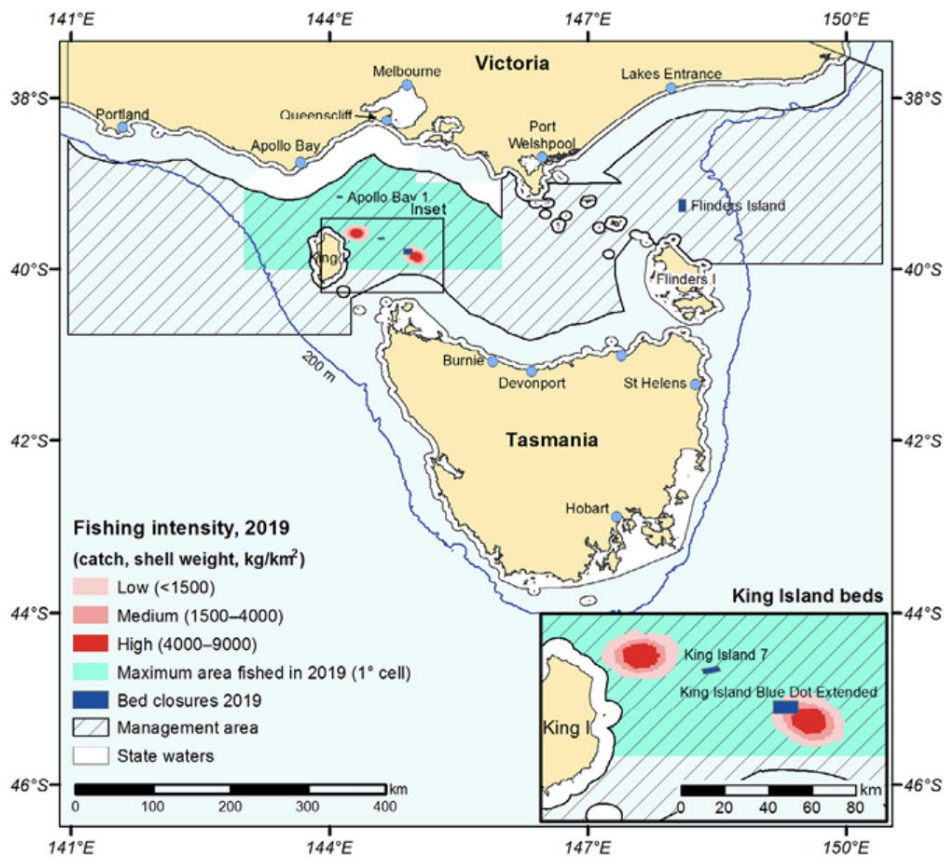 141°E 144°E 147°E 150°E
Victoria
Melbourne
Lakes Entrance
38°S 38°S
Portland
Queenscliff
Port
Welshpool
Apollo Bay
Apollo Bay 1
Inset
Flinders Island
40°S 40°S
Flinders I
200 m
Burnie
Devonport
St Helens
42°S 42°S
Tasmania
Hobart
Fishing intensity, 2019
(catch, shell weight, kg/km²)
Low (<1500)
Medium (1500–4000)
High (4000–9000)
Maximum area fished in 2019 (1° cell)
Bed closures 2019
Management area
State waters
km
0 100 200 300 400
44°S 44°S
King Island beds
King Island 7
King Island Blue Dot Extended
King I
km
0 20 40 60 80
46°S 46°S
141°E 144°E 147°E 150°E